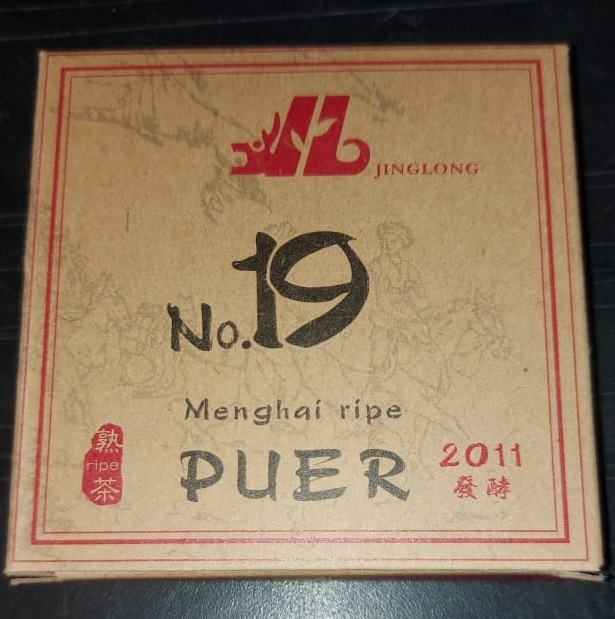 JINGLONG
No.19
Menghai ripe
PUER
熟
ripe
茶
2011
發酵